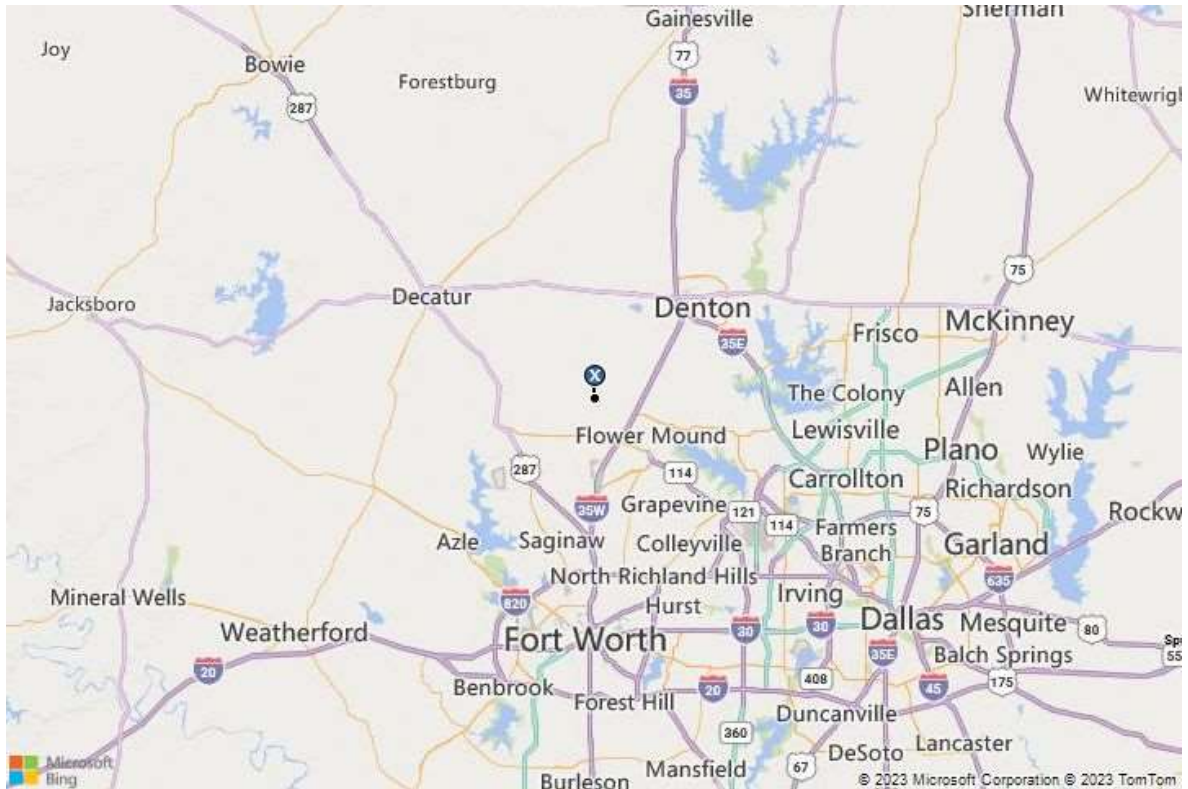 Sherman
Gainesville
Joy
77
75
Bowie
Forestburg
35
Whitewrigh
287
75
Jacksboro
Decatur
Denton
McKinney
Frisco
35E
X
The Colony
Allen
Flower Mound
Lewisville
Plano
Wylie
287
114
Carrollton
Richardson
35W
Grapevine
121
114
75
Rockw
Farmers
Branch
Azle
Saginaw
Colleyville
Garland
North Richland Hills
635
Mineral Wells
820
Hurst
Irving
Weatherford
Fort Worth
30
30
Dallas
Mesquite
80
Spu
55
20
35E
Balch Springs
Benbrook
20
408
45
175
Forest Hill
Duncanville
360
DeSoto
Lancaster
Microsoft
Bing
Burleson
Mansfield
67
© 2023 Microsoft Corporation © 2023 TomTom